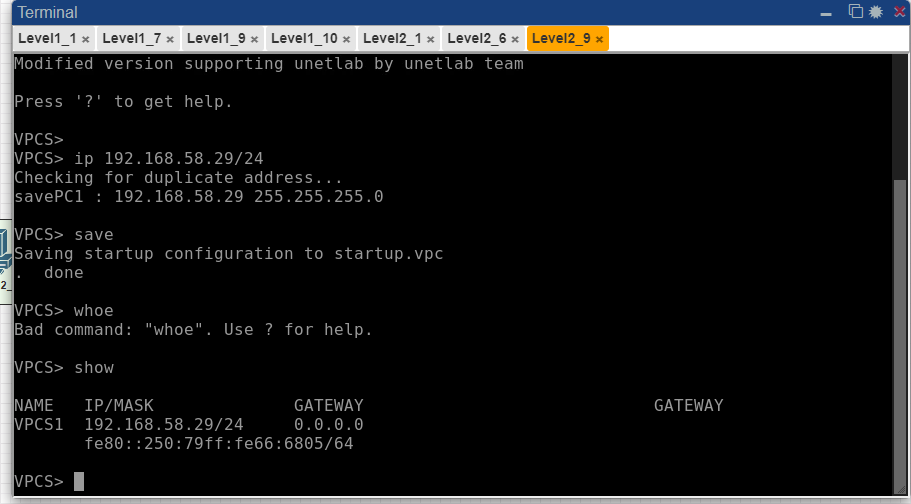 Terminal
Level1_1 × Level1_7 × Level1_9 × Level1_10 × Level2_1 × Level2_6 × Level2_9 ×
Modified version supporting unetlab by unetlab team
Press '?' to get help.
VPCS>
VPCS> ip 192.168.58.29/24
Checking for duplicate address...
savePC1 : 192.168.58.29 255.255.255.0
VPCS> save
Saving startup configuration to startup.vpc
.  done
VPCS> whoe
Bad command: "whoe". Use ? for help.
VPCS> show
NAME   IP/MASK              GATEWAY                             GATEWAY
VPCS1  192.168.58.29/24     0.0.0.0
fe80::250:79ff:fe66:6805/64
VPCS>
2_